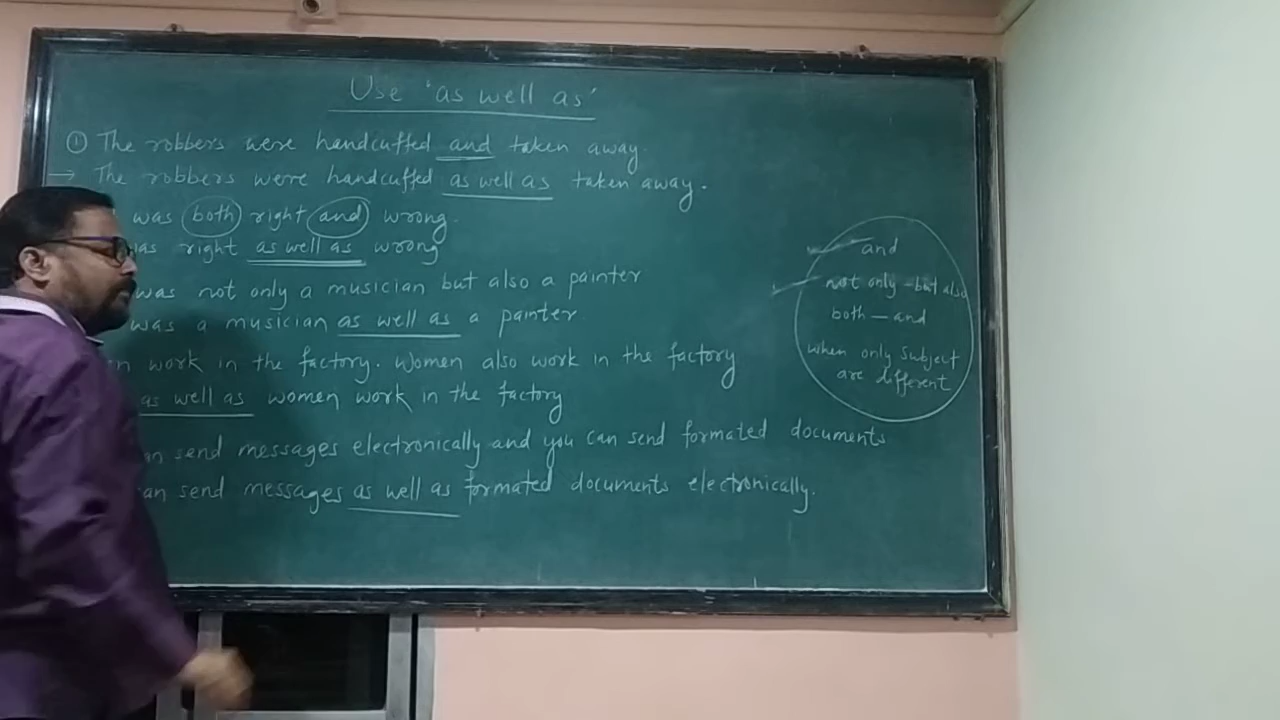 Use 'as well as'
① The robbers were handcuffed and taken away.
→ The robbers were handcuffed as well as taken away.
was both right and wrong.
as right as well as wrong
was not only a musician but also a painter
was a musician as well as a painter
n work in the factory. Women also work in the factory
as well as women work in the factory
an send messages electronically and you can send formated documents
an send messages as well as formated documents electronically.
and
not only - but also
both — and
when only subject
are different